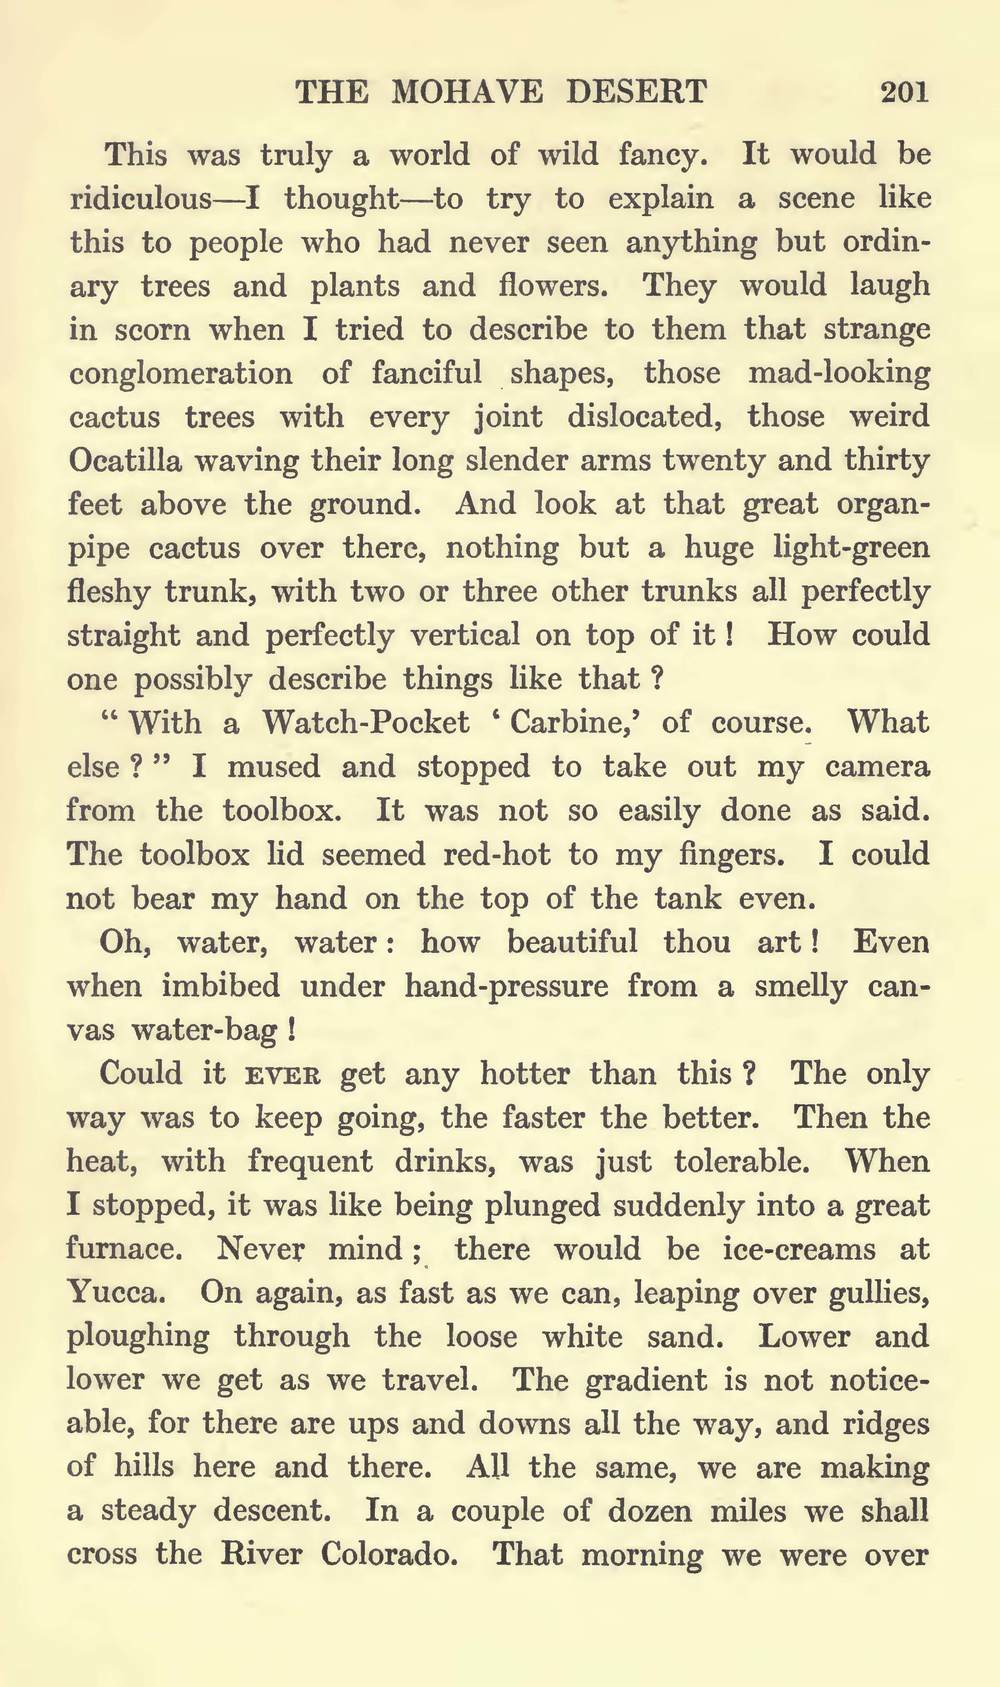 THE MOHAVE DESERT 201
This was truly a world of wild fancy. It would be
ridiculous—I thought—to try to explain a scene like
this to people who had never seen anything but ordin-
ary trees and plants and flowers. They would laugh
in scorn when I tried to describe to them that strange
conglomeration of fanciful shapes, those mad-looking
cactus trees with every joint dislocated, those weird
Ocatilla waving their long slender arms twenty and thirty
feet above the ground. And look at that great organ-
pipe cactus over there, nothing but a huge light-green
fleshy trunk, with two or three other trunks all perfectly
straight and perfectly vertical on top of it ! How could
one possibly describe things like that ?
“ With a Watch-Pocket ‘ Carbine,’ of course. What
else ? ” I mused and stopped to take out my camera
from the toolbox. It was not so easily done as said.
The toolbox lid seemed red-hot to my fingers. I could
not bear my hand on the top of the tank even.
Oh, water, water : how beautiful thou art ! Even
when imbibed under hand-pressure from a smelly can-
vas water-bag !
Could it EVER get any hotter than this ? The only
way was to keep going, the faster the better. Then the
heat, with frequent drinks, was just tolerable. When
I stopped, it was like being plunged suddenly into a great
furnace. Never mind ; there would be ice-creams at
Yucca. On again, as fast as we can, leaping over gullies,
ploughing through the loose white sand. Lower and
lower we get as we travel. The gradient is not notice-
able, for there are ups and downs all the way, and ridges
of hills here and there. All the same, we are making
a steady descent. In a couple of dozen miles we shall
cross the River Colorado. That morning we were over